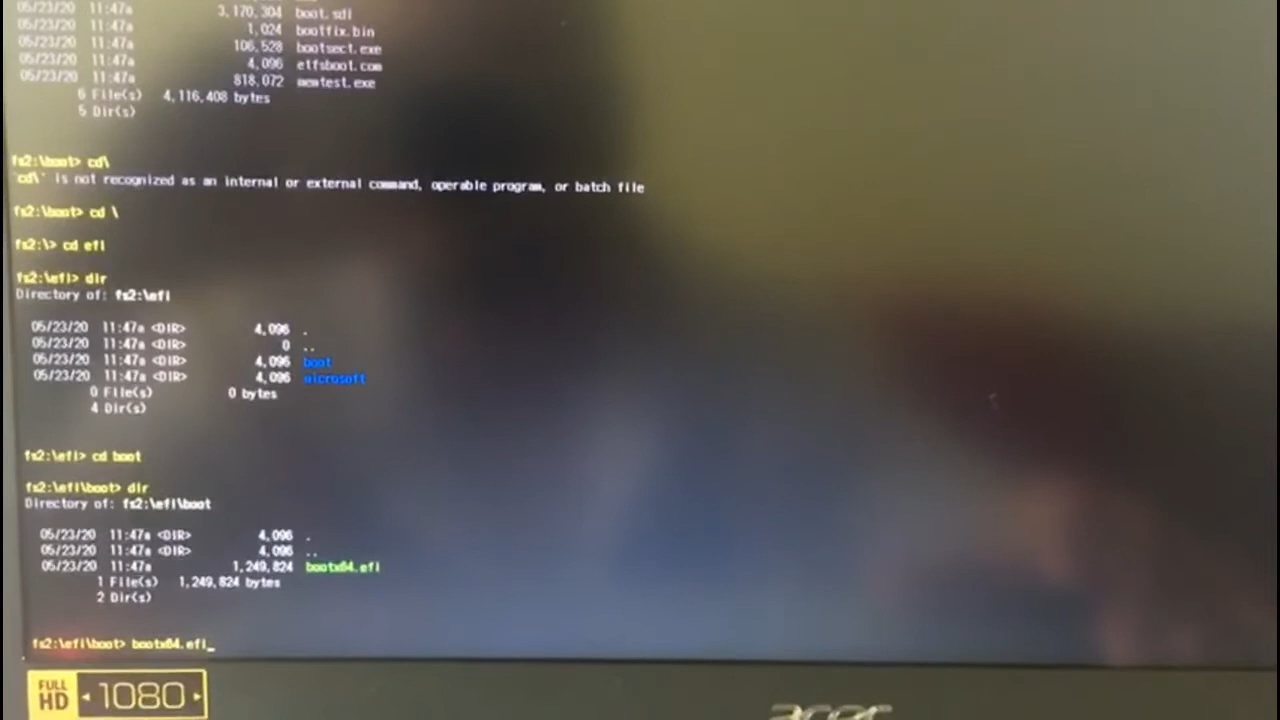 05/23/20 11:47a 3,170,304 boot.sdi
05/23/20 11:47a 1,024 bootfix.bin
05/23/20 11:47a 106,528 bootsect.exe
05/23/20 11:47a 4,096 etfsboot.com
05/23/20 11:47a 818,072 memtest.exe
6 File(s) 4,116,408 bytes
5 Dir(s)
fs2:\boot> cd\
'cd\' is not recognized as an internal or external command, operable program, or batch file
fs2:\boot> cd \
fs2:\> cd efi
fs2:\efi> dir
Directory of: fs2:\efi
05/23/20 11:47a <DIR> 4,096 .
05/23/20 11:47a <DIR> 0 ..
05/23/20 11:47a <DIR> 4,096 boot
05/23/20 11:47a <DIR> 4,096 microsoft
0 File(s) 0 bytes
4 Dir(s)
fs2:\efi> cd boot
fs2:\efi\boot> dir
Directory of: fs2:\efi\boot
05/23/20 11:47a <DIR> 4,096 .
05/23/20 11:47a <DIR> 4,096 ..
05/23/20 11:47a 1,249,824 bootx64.efi
1 File(s) 1,249,824 bytes
2 Dir(s)
fs2:\efi\boot> bootx64.efi_
FULL HD 1080
acer